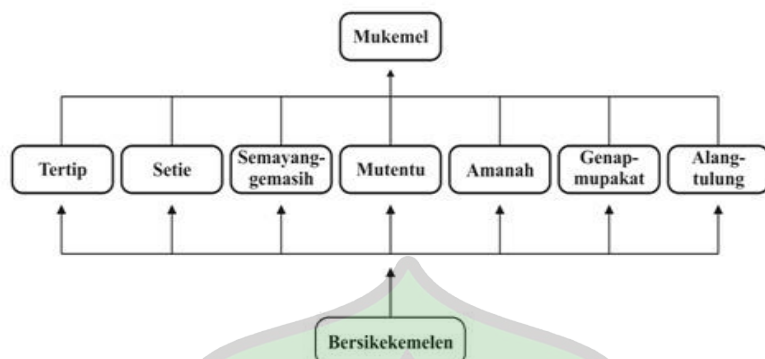 Mukemel
Tertip
Setie
Semayang-
gemasih
Mutentu
Amanah
Genap-
mupakat
Alang-
tulung
Bersikekemelen